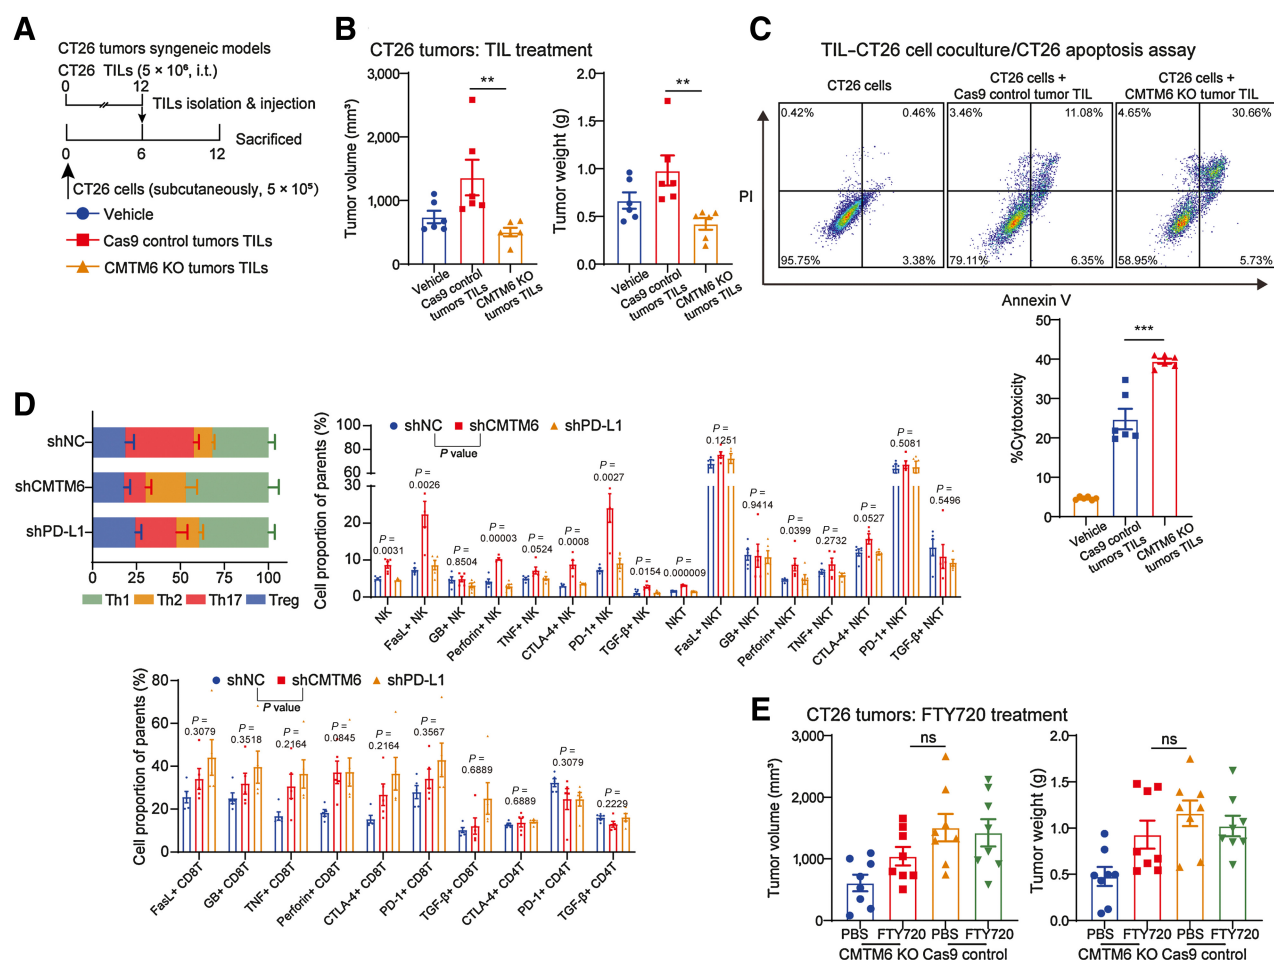 A
CT26 tumors syngeneic models
CT26 TILs (5 × 10⁶, i.t.)
0 12
TILs isolation & injection
Sacrificed
0 6 12
CT26 cells (subcutaneously, 5 × 10⁵)
Vehicle
Cas9 control tumors TILs
CMTM6 KO tumors TILs
B
CT26 tumors: TIL treatment
Tumor volume (mm³)
3,000
2,000
1,000
0
**
Vehicle
Cas9 control tumors TILs
CMTM6 KO tumors TILs
Tumor weight (g)
2.0
1.5
1.0
0.5
0.0
**
Vehicle
Cas9 control tumors TILs
CMTM6 KO tumors TILs
C
TIL–CT26 cell coculture/CT26 apoptosis assay
CT26 cells
CT26 cells +
Cas9 control tumor TIL
CT26 cells +
CMTM6 KO tumor TIL
0.42% 0.46%
95.75% 3.38%
3.46% 11.08%
79.11% 6.35%
4.65% 30.66%
58.95% 5.73%
PI
Annexin V
%Cytotoxicity
50
40
30
20
10
0
***
Vehicle
Cas9 control tumors TILs
CMTM6 KO tumors TILs
D
shNC
shCMTM6
shPD-L1
0 25 50 75 100
Th1 Th2 Th17 Treg
Cell proportion of parents (%)
shNC shCMTM6 shPD-L1
P value
100
80
60
30
20
10
0
P = 0.0031
P = 0.0026
P = 0.8504
P = 0.00003
P = 0.0524
P = 0.0008
P = 0.0027
P = 0.0154
P = 0.000009
P = 0.1251
P = 0.9414
P = 0.0399
P = 0.2732
P = 0.0527
P = 0.5081
P = 0.5496
NK
FasL+ NK
GB+ NK
Perforin+ NK
TNF+ NK
CTLA-4+ NK
PD-1+ NK
TGF-β+ NK
NKT
FasL+ NKT
GB+ NKT
Perforin+ NKT
TNF+ NKT
CTLA-4+ NKT
PD-1+ NKT
TGF-β+ NKT
Cell proportion of parents (%)
shNC shCMTM6 shPD-L1
P value
80
60
40
20
0
P = 0.3079
P = 0.3518
P = 0.2164
P = 0.0845
P = 0.2164
P = 0.3567
P = 0.6889
P = 0.6889
P = 0.3079
P = 0.2229
FasL+ CD8T
GB+ CD8T
TNF+ CD8T
Perforin+ CD8T
CTLA-4+ CD8T
PD-1+ CD8T
TGF-β+ CD8T
CTLA-4+ CD4T
PD-1+ CD4T
TGF-β+ CD4T
E
CT26 tumors: FTY720 treatment
Tumor volume (mm³)
3,000
2,000
1,000
0
ns
PBS FTY720 PBS FTY720
CMTM6 KO Cas9 control
Tumor weight (g)
2.0
1.5
1.0
0.5
0.0
ns
PBS FTY720 PBS FTY720
CMTM6 KO Cas9 control